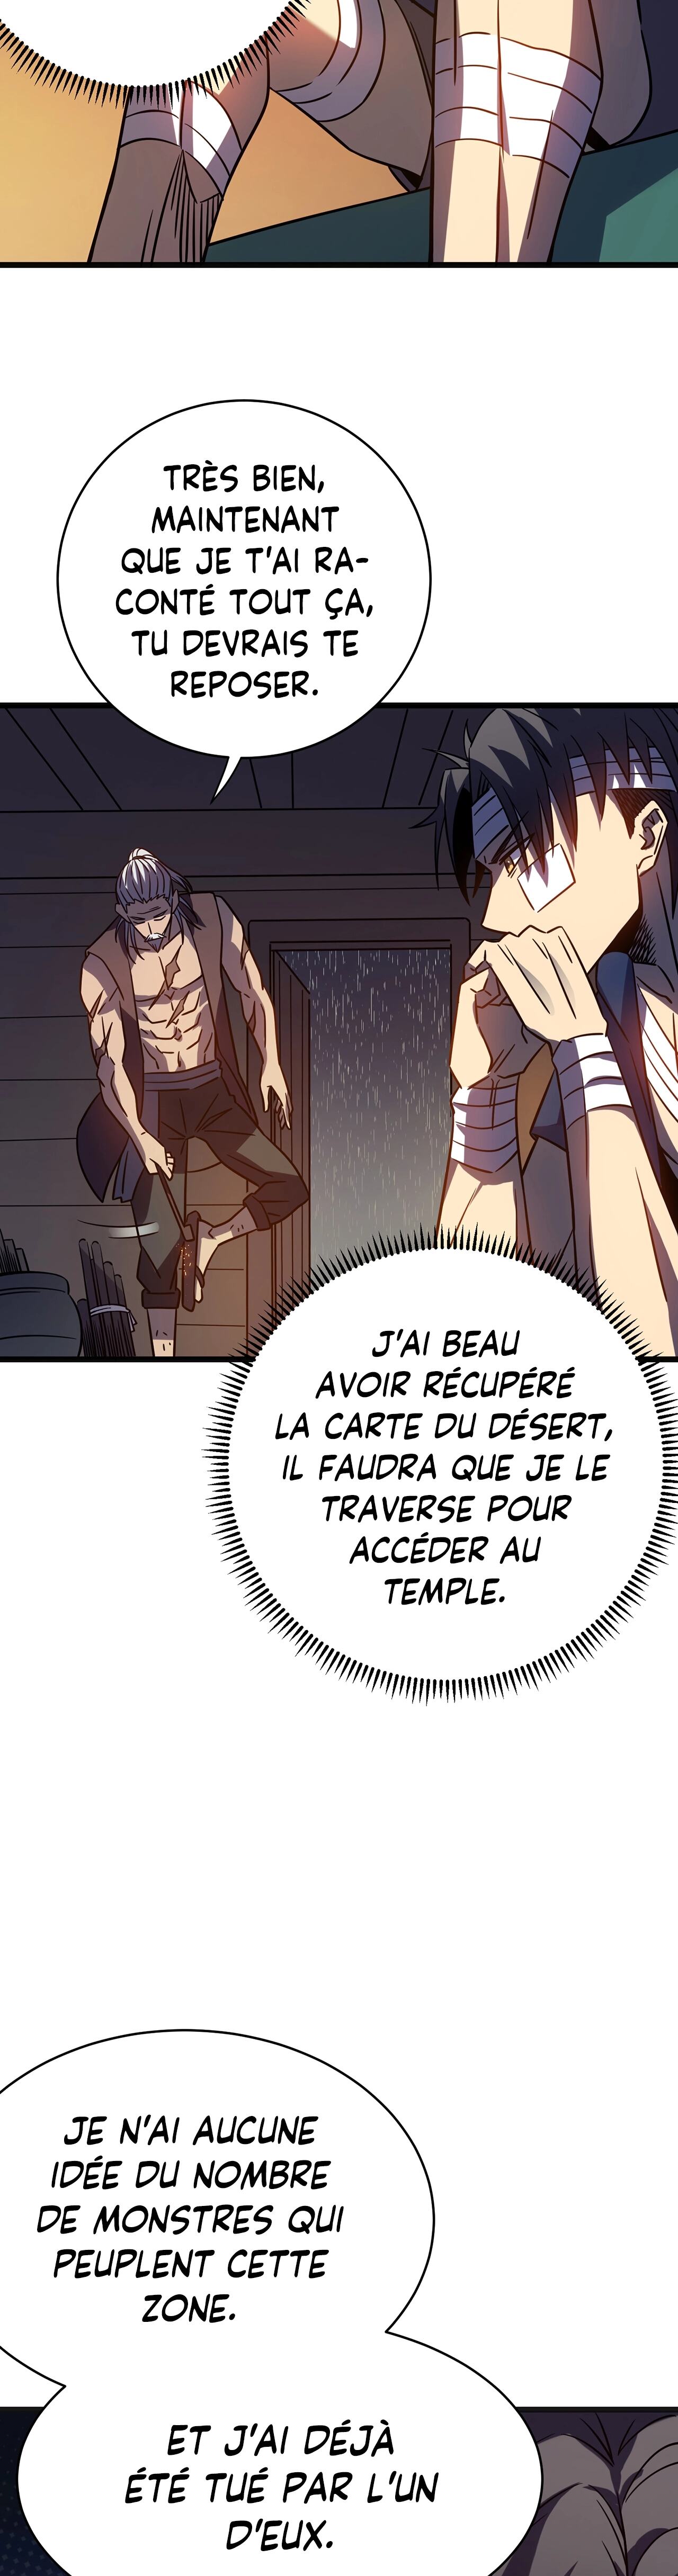 TRÈS BIEN,
MAINTENANT
QUE JE T'AI RA-
CONTÉ TOUT ÇA,
TU DEVRAIS TE
REPOSER.
J'AI BEAU
AVOIR RÉCUPÉRÉ
LA CARTE DU DÉSERT,
IL FAUDRA QUE JE LE
TRAVERSE POUR
ACCÉDER AU
TEMPLE.
JE N'AI AUCUNE
IDÉE DU NOMBRE
DE MONSTRES QUI
PEUPLENT CETTE
ZONE.
ET J'AI DÉJÀ
ÉTÉ TUÉ PAR L'UN
D'EUX.